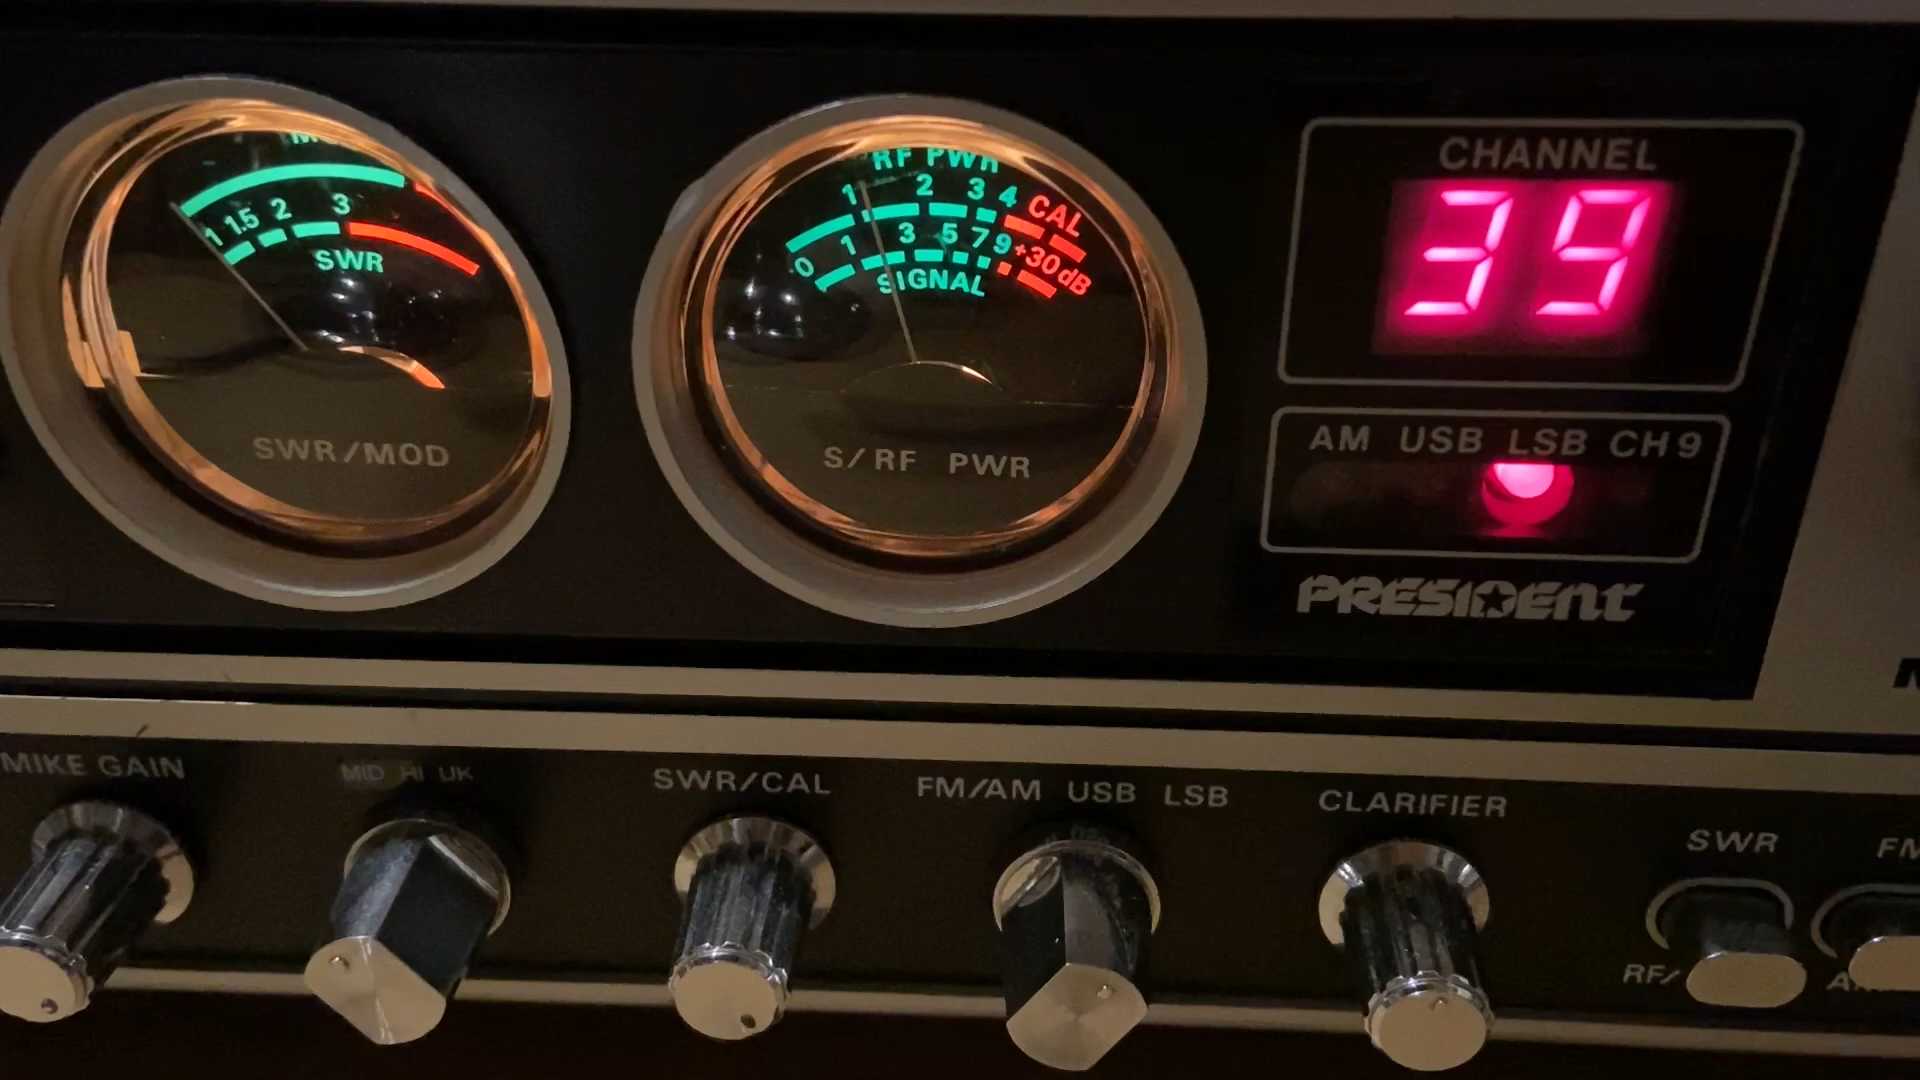 RF PWR
1 2 3 4 CAL
0 1 3 5 7 9 +30dB
SIGNAL
1 1.5 2 3
SWR
SWR/MOD
S/RF PWR
CHANNEL
39
AM USB LSB CH9
PRESIDENT
MIKE GAIN
MID HI UK
SWR/CAL
FM/AM USB LSB
CLARIFIER
SWR
FM
RF/